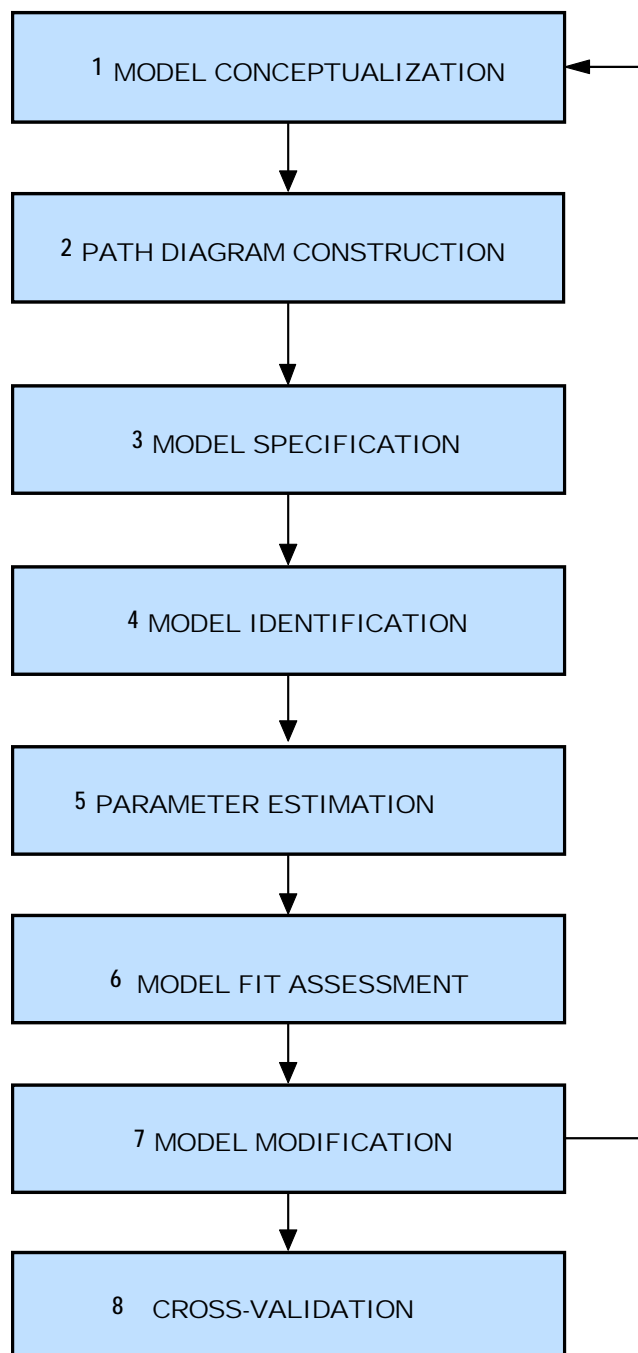 1 MODEL CONCEPTUALIZATION
2 PATH DIAGRAM CONSTRUCTION
3 MODEL SPECIFICATION
4 MODEL IDENTIFICATION
5 PARAMETER ESTIMATION
6 MODEL FIT ASSESSMENT
7 MODEL MODIFICATION
8 CROSS-VALIDATION